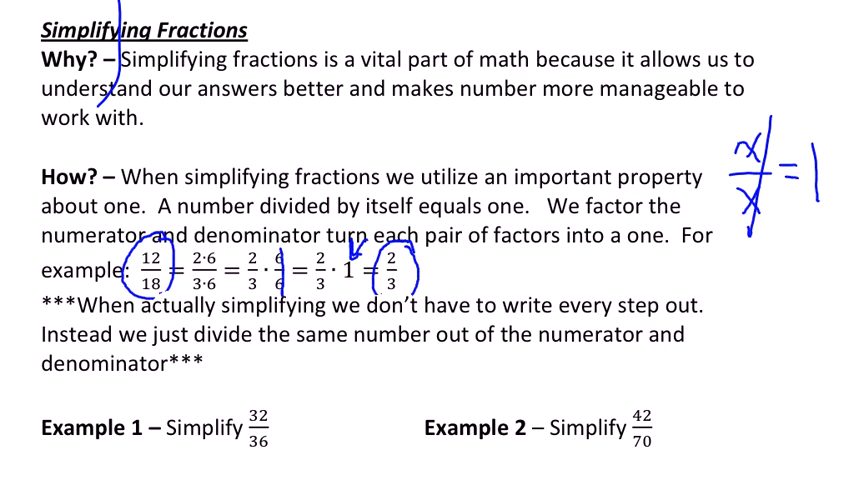 Simplifying Fractions
Why? – Simplifying fractions is a vital part of math because it allows us to
understand our answers better and makes number more manageable to
work with.
x/x = 1
How? – When simplifying fractions we utilize an important property
about one. A number divided by itself equals one. We factor the
numerator and denominator turn each pair of factors into a one. For
example: 12/18 = 2·6/3·6 = 2/3 · 6/6 = 2/3 · 1 = 2/3
***When actually simplifying we don't have to write every step out.
Instead we just divide the same number out of the numerator and
denominator***
Example 1 – Simplify 32/36 Example 2 – Simplify 42/70